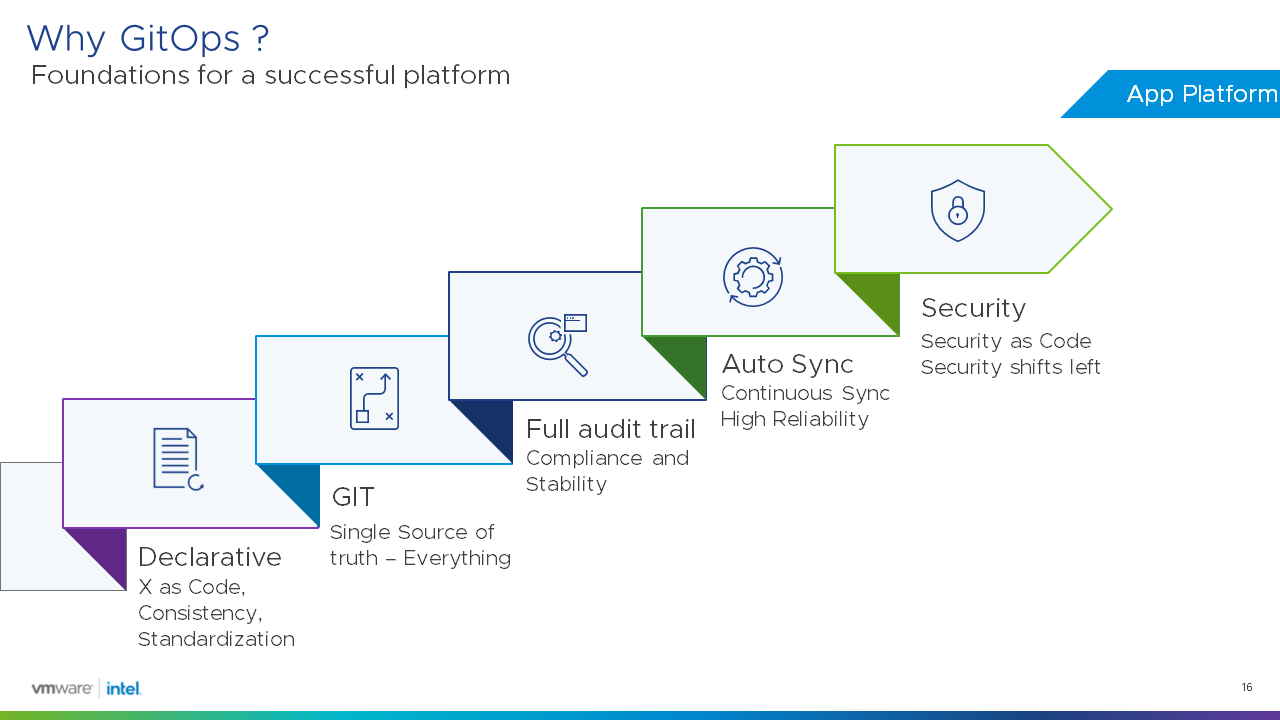 Why GitOps ?
Foundations for a successful platform
App Platform
Security
Security as Code
Security shifts left
Auto Sync
Continuous Sync
High Reliability
Full audit trail
Compliance and
Stability
GIT
Single Source of
truth – Everything
Declarative
X as Code,
Consistency,
Standardization
vmware intel.
16